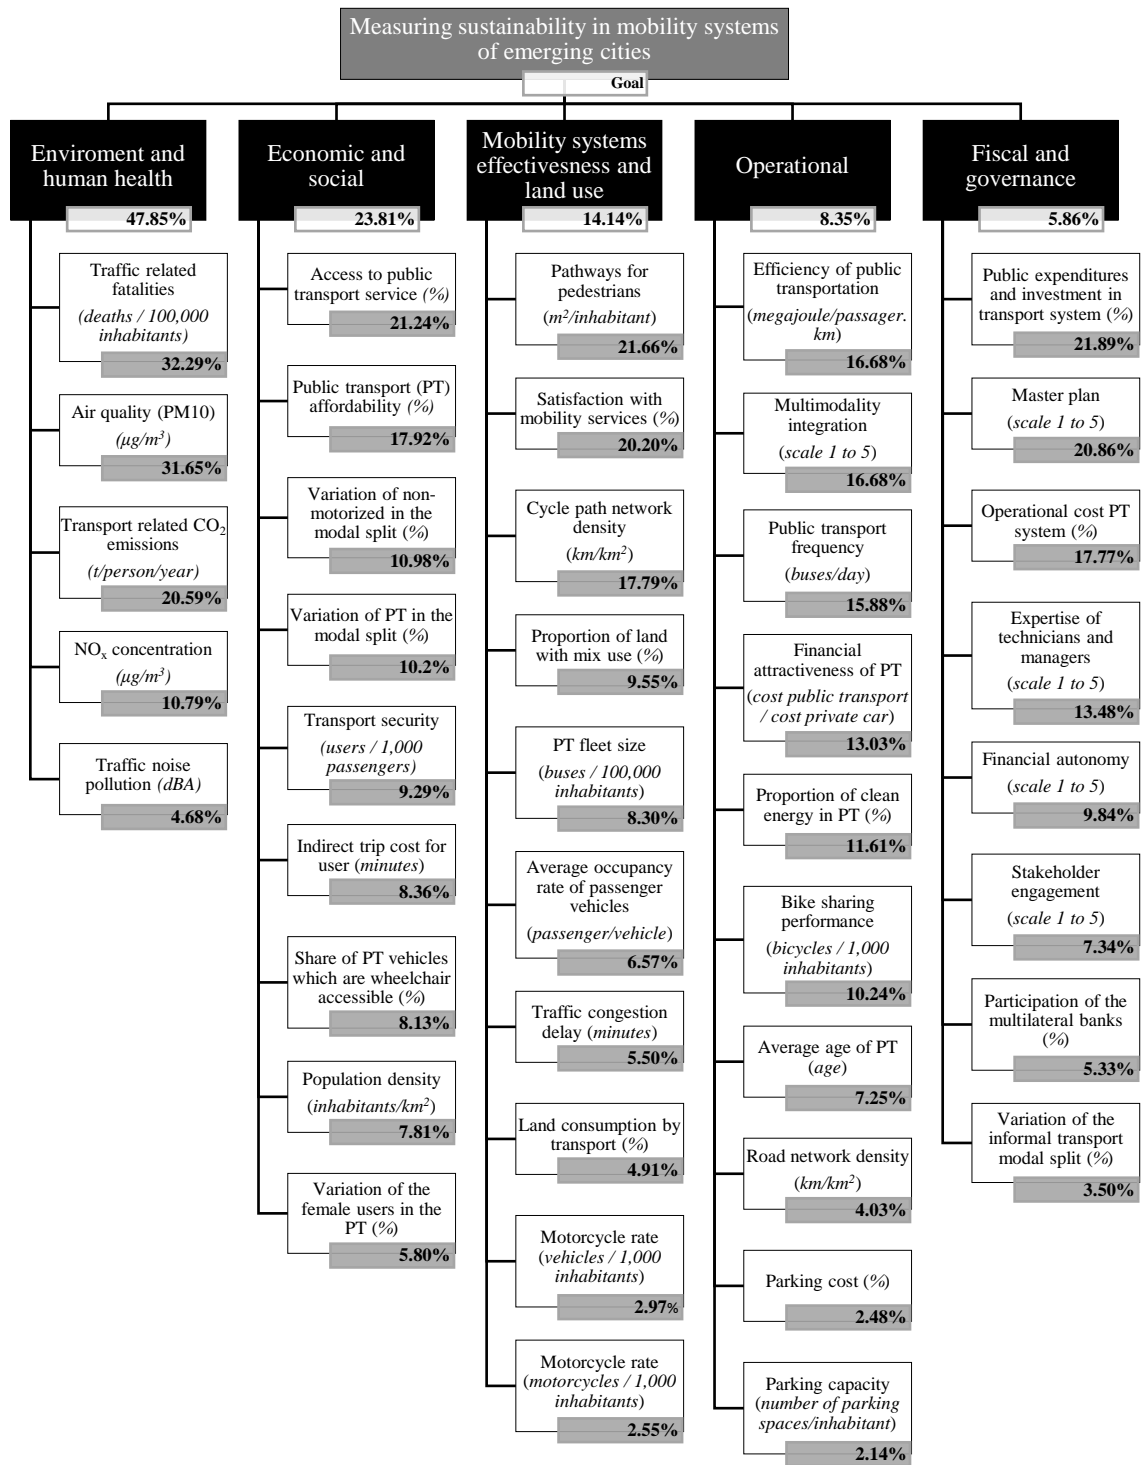 Measuring sustainability in mobility systems
of emerging cities
Goal
Enviroment and
human health
47.85%
Traffic related
fatalities
(deaths / 100,000
inhabitants)
32.29%
Air quality (PM10)
(μg/m³)
31.65%
Transport related CO₂
emissions
(t/person/year)
20.59%
NOₓ concentration
(μg/m³)
10.79%
Traffic noise
pollution (dBA)
4.68%
Economic and
social
23.81%
Access to public
transport service (%)
21.24%
Public transport (PT)
affordability (%)
17.92%
Variation of non-
motorized in the
modal split (%)
10.98%
Variation of PT in the
modal split (%)
10.2%
Transport security
(users / 1,000
passengers)
9.29%
Indirect trip cost for
user (minutes)
8.36%
Share of PT vehicles
which are wheelchair
accessible (%)
8.13%
Population density
(inhabitants/km²)
7.81%
Variation of the
female users in the
PT (%)
5.80%
Mobility systems
effectivesness and
land use
14.14%
Pathways for
pedestrians
(m²/inhabitant)
21.66%
Satisfaction with
mobility services (%)
20.20%
Cycle path network
density
(km/km²)
17.79%
Proportion of land
with mix use (%)
9.55%
PT fleet size
(buses / 100,000
inhabitants)
8.30%
Average occupancy
rate of passenger
vehicles
(passenger/vehicle)
6.57%
Traffic congestion
delay (minutes)
5.50%
Land consumption by
transport (%)
4.91%
Motorcycle rate
(vehicles / 1,000
inhabitants)
2.97%
Motorcycle rate
(motorcycles / 1,000
inhabitants)
2.55%
Operational
8.35%
Efficiency of public
transportation
(megajoule/passager.
km)
16.68%
Multimodality
integration
(scale 1 to 5)
16.68%
Public transport
frequency
(buses/day)
15.88%
Financial
attractiveness of PT
(cost public transport
/ cost private car)
13.03%
Proportion of clean
energy in PT (%)
11.61%
Bike sharing
performance
(bicycles / 1,000
inhabitants)
10.24%
Average age of PT
(age)
7.25%
Road network density
(km/km²)
4.03%
Parking cost (%)
2.48%
Parking capacity
(number of parking
spaces/inhabitant)
2.14%
Fiscal and
governance
5.86%
Public expenditures
and investment in
transport system (%)
21.89%
Master plan
(scale 1 to 5)
20.86%
Operational cost PT
system (%)
17.77%
Expertise of
technicians and
managers
(scale 1 to 5)
13.48%
Financial autonomy
(scale 1 to 5)
9.84%
Stakeholder
engagement
(scale 1 to 5)
7.34%
Participation of the
multilateral banks
(%)
5.33%
Variation of the
informal transport
modal split (%)
3.50%